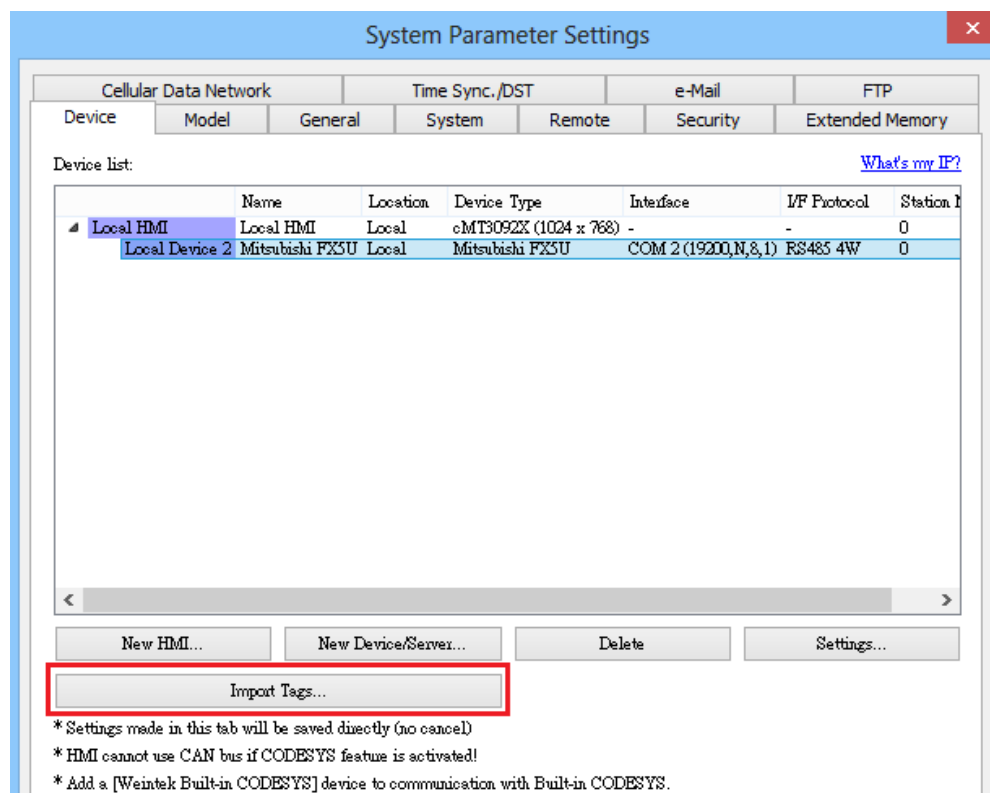 System Parameter Settings
Cellular Data Network Time Sync./DST e-Mail FTP
Device Model General System Remote Security Extended Memory
Device list: What's my IP?
Name Location Device Type Interface I/F Protocol Station
Local HMI Local HMI Local cMT3092X (1024 x 768) - - 0
Local Device 2 Mitsubishi FX5U Local Mitsubishi FX5U COM 2 (19200,N,8,1) RS485 4W 0
New HMI... New Device/Server... Delete Settings...
Import Tags...
* Settings made in this tab will be saved directly (no cancel)
* HMI cannot use CAN bus if CODESYS feature is activated!
* Add a [Weintek Built-in CODESYS] device to communication with Built-in CODESYS.